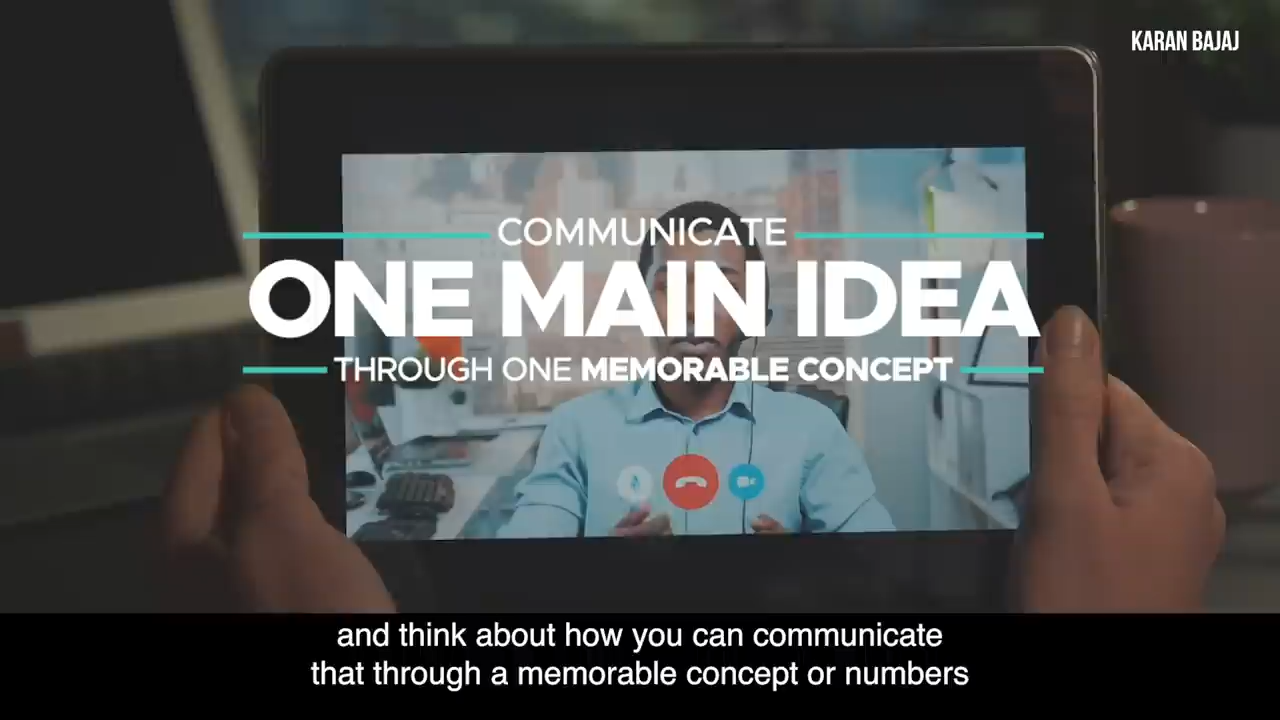 KARAN BAJAJ
COMMUNICATE
ONE MAIN IDEA
THROUGH ONE MEMORABLE CONCEPT
and think about how you can communicate
that through a memorable concept or numbers